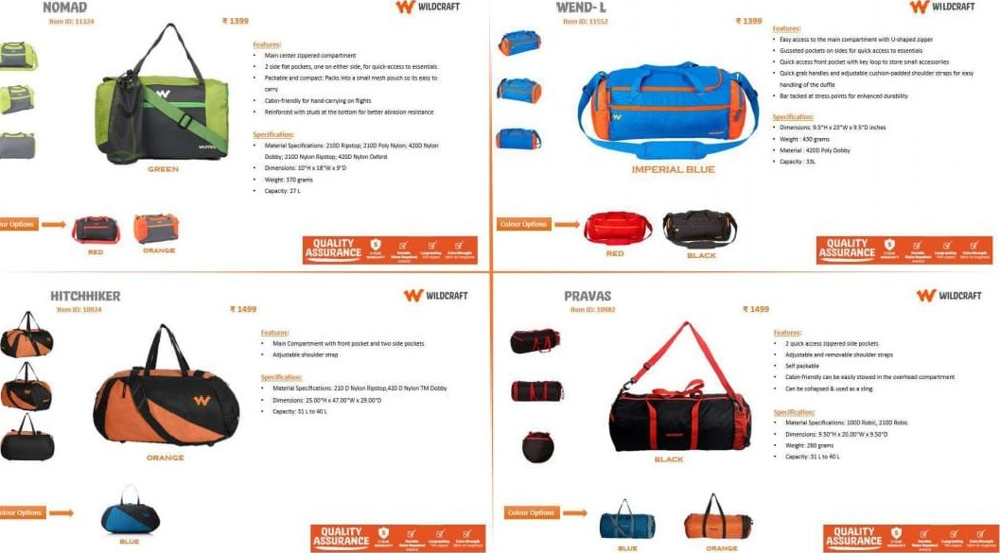 NOMAD
WILDCRAFT
Item ID: 11324
₹ 1399
Features:
• Main center zippered compartment
• 2 side flat pockets, one on either side, for quick-access to essentials
• Packable and compact: Packs into a small mesh pouch so its easy to
carry
• Cabin-friendly for hand-carrying on flights
• Reinforced with studs at the bottom for better abrasion resistance
Specification:
• Material Specifications: 210D Ripstop; 210D Poly Nylon; 420D Nylon
Dobby; 210D Nylon Ripstop; 420D Nylon Oxford
• Dimensions: 10"H x 18"W x 9"D
• Weight: 370 grams
• Capacity: 27 L
GREEN
our Options
RED
ORANGE
QUALITY
ASSURANCE
WEND- L
WILDCRAFT
Item ID: 11552
₹ 1399
Features:
• Easy access to the main compartment with U-shaped zipper
• Gusseted pockets on sides for quick access to essentials
• Quick access front pocket with key loop to store small accessories
• Quick grab handles and adjustable cushion-padded shoulder straps for easy
handling of the duffle
• Bar tacked at stress points for enhanced durability
Specification:
• Dimensions: 9.5"H x 23"W x 9.5"D inches
• Weight : 430 grams
• Material : 420D Poly Dobby
• Capacity : 33L
IMPERIAL BLUE
Colour Options
RED
BLACK
QUALITY
ASSURANCE
HITCHHIKER
WILDCRAFT
Item ID: 10924
₹ 1499
Features:
• Main Compartment with front pocket and two side pockets
• Adjustable shoulder strap
Specification:
• Material Specifications: 210 D Nylon Ripstop,420 D Nylon TM Dobby
• Dimensions: 25.00"H x 47.00"W x 29.00"D
• Capacity: 31 L to 40 L
ORANGE
olour Options
BLUE
QUALITY
ASSURANCE
PRAVAS
WILDCRAFT
Item ID: 10982
₹ 1499
Features:
• 2 quick access zippered side pockets
• Adjustable and removable shoulder straps
• Self packable
• Cabin-friendly can be easily stowed in the overhead compartment
• Can be collapsed & used as a sling
Specification:
• Material Specifications: 100D Robic, 210D Robic
• Dimensions: 9.50"H x 20.00"W x 9.50"D
• Weight: 260 grams
• Capacity: 31 L to 40 L
BLACK
Colour Options
BLUE
ORANGE
QUALITY
ASSURANCE